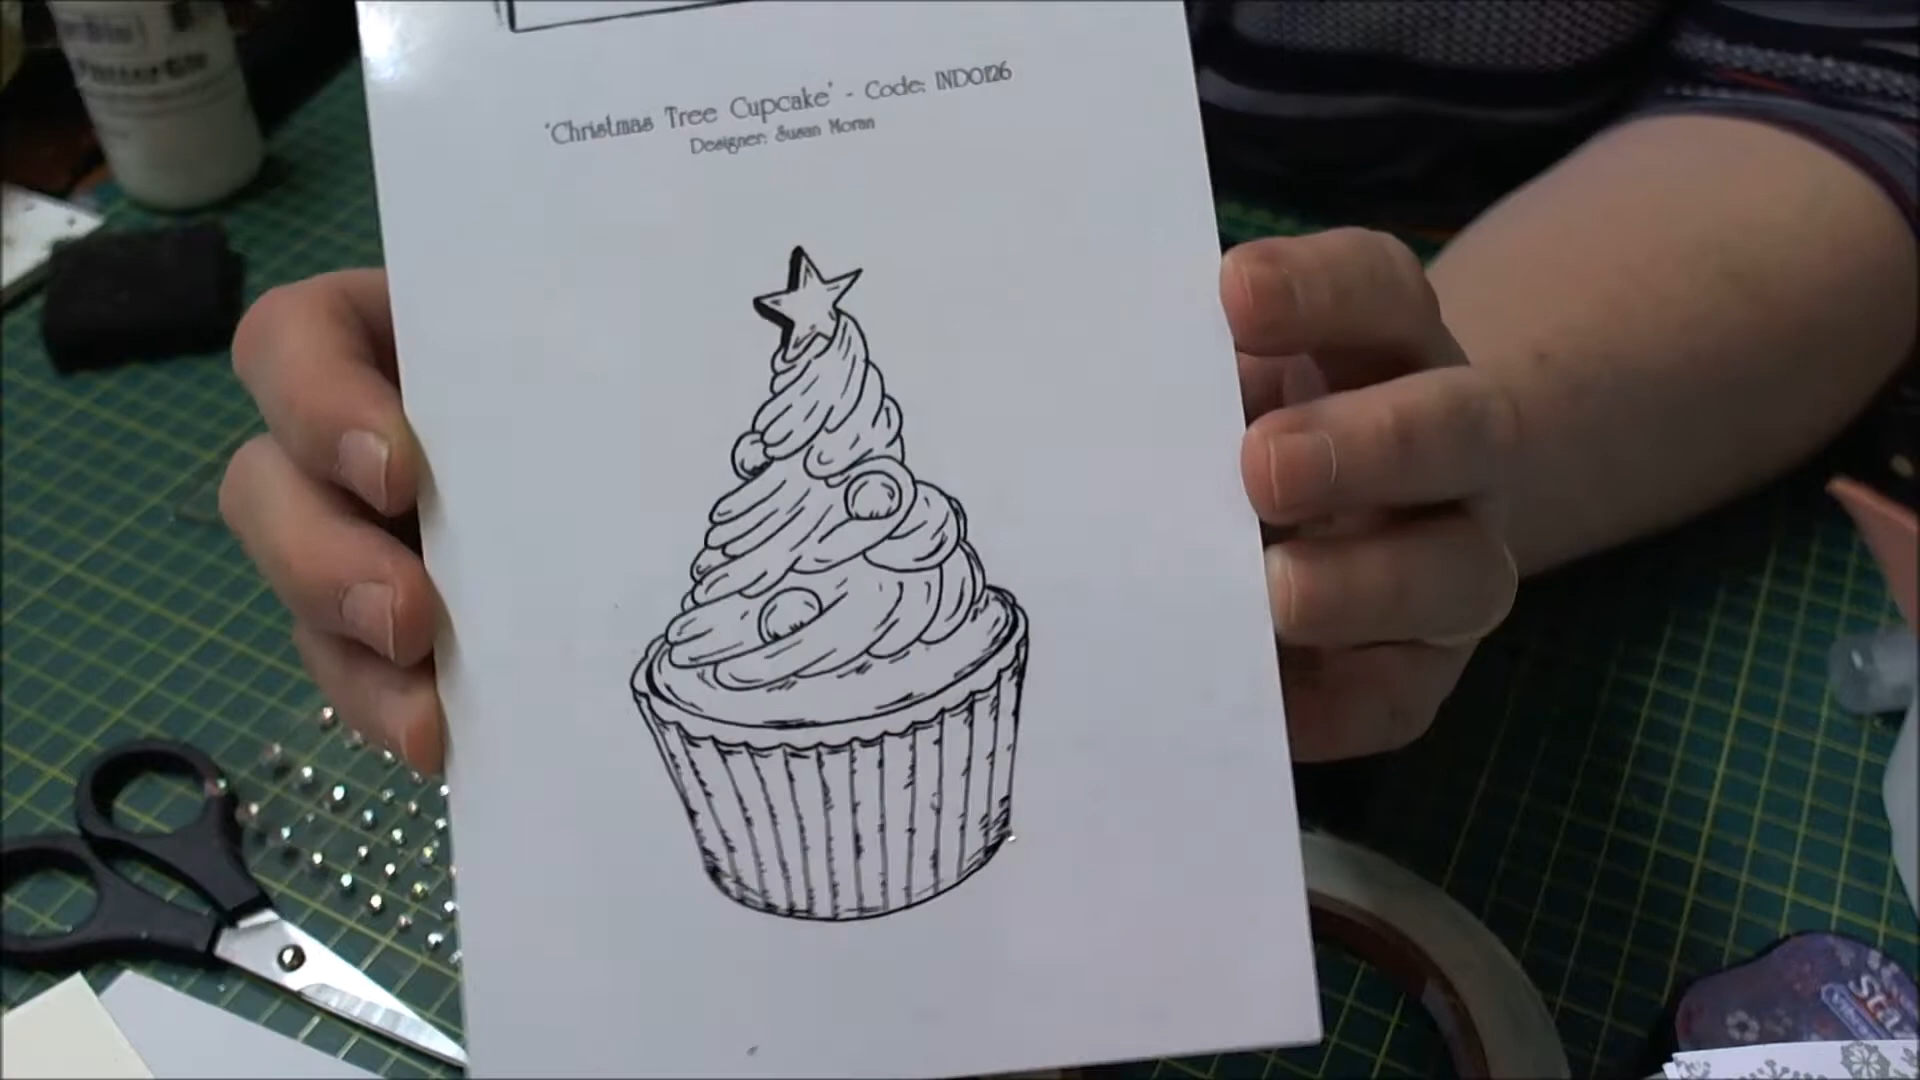 'Christmas Tree Cupcake' - Code: IND0126
Designer: Susan Moran